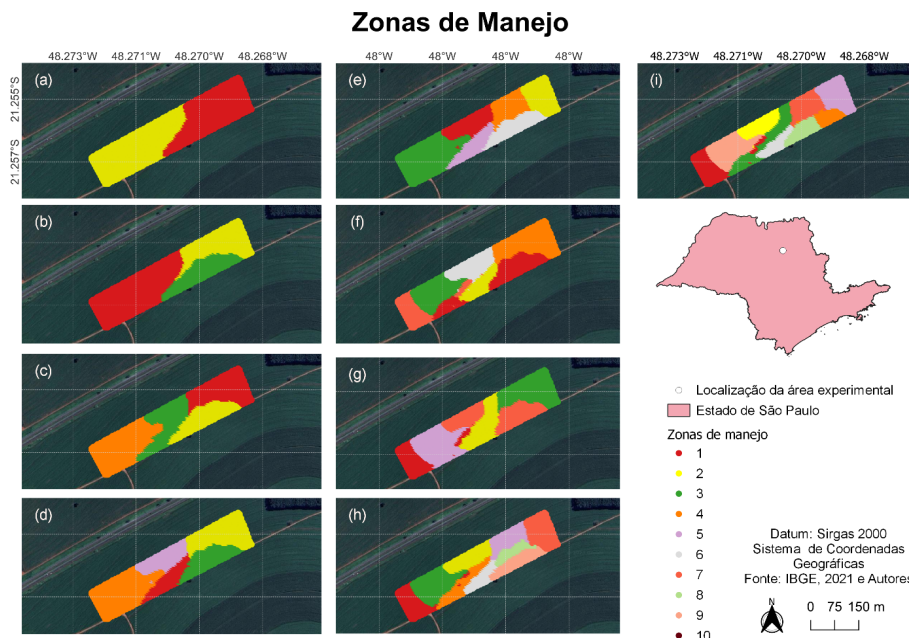 Zonas de Manejo
48.273°W 48.271°W 48.270°W 48.268°W
48°W 48°W 48°W 48°W
48.273°W 48.271°W 48.270°W 48.268°W
21.255°S
21.257°S
(a)
(b)
(c)
(d)
(e)
(f)
(g)
(h)
(i)
Localização da área experimental
Estado de São Paulo
Zonas de manejo
1
2
3
4
5
6
7
8
9
10
Datum: Sirgas 2000
Sistema de Coordenadas
Geográficas
Fonte: IBGE, 2021 e Autores
N
0 75 150 m